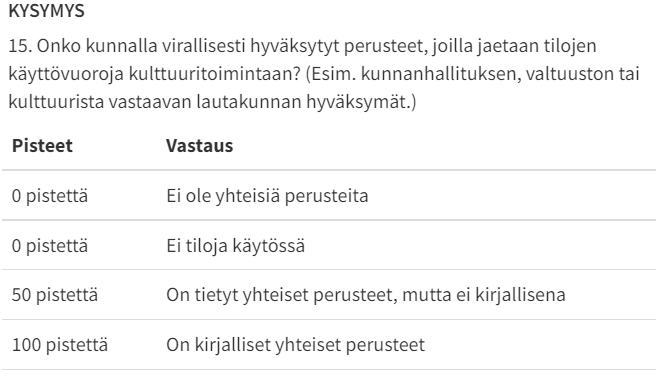 KYSYMYS
15. Onko kunnalla virallisesti hyväksytyt perusteet, joilla jaetaan tilojen
käyttövuoroja kulttuuritoimintaan? (Esim. kunnanhallituksen, valtuuston tai
kulttuurista vastaavan lautakunnan hyväksymät.)
Pisteet Vastaus
0 pistettä Ei ole yhteisiä perusteita
0 pistettä Ei tiloja käytössä
50 pistettä On tietyt yhteiset perusteet, mutta ei kirjallisena
100 pistettä On kirjalliset yhteiset perusteet